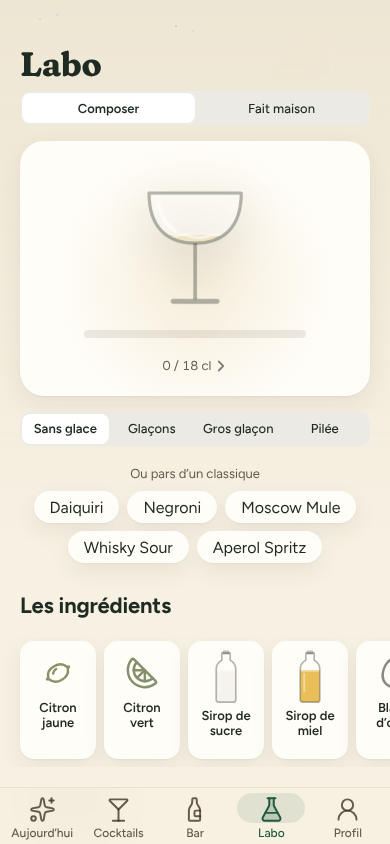 Labo
Composer
Fait maison
0 / 18 cl
Sans glace
Glaçons
Gros glaçon
Pilée
Ou pars d’un classique
Daiquiri
Negroni
Moscow Mule
Whisky Sour
Aperol Spritz
Les ingrédients
Citron
jaune
Citron
vert
Sirop de
sucre
Sirop de
miel
Aujourd’hui
Cocktails
Bar
Labo
Profil